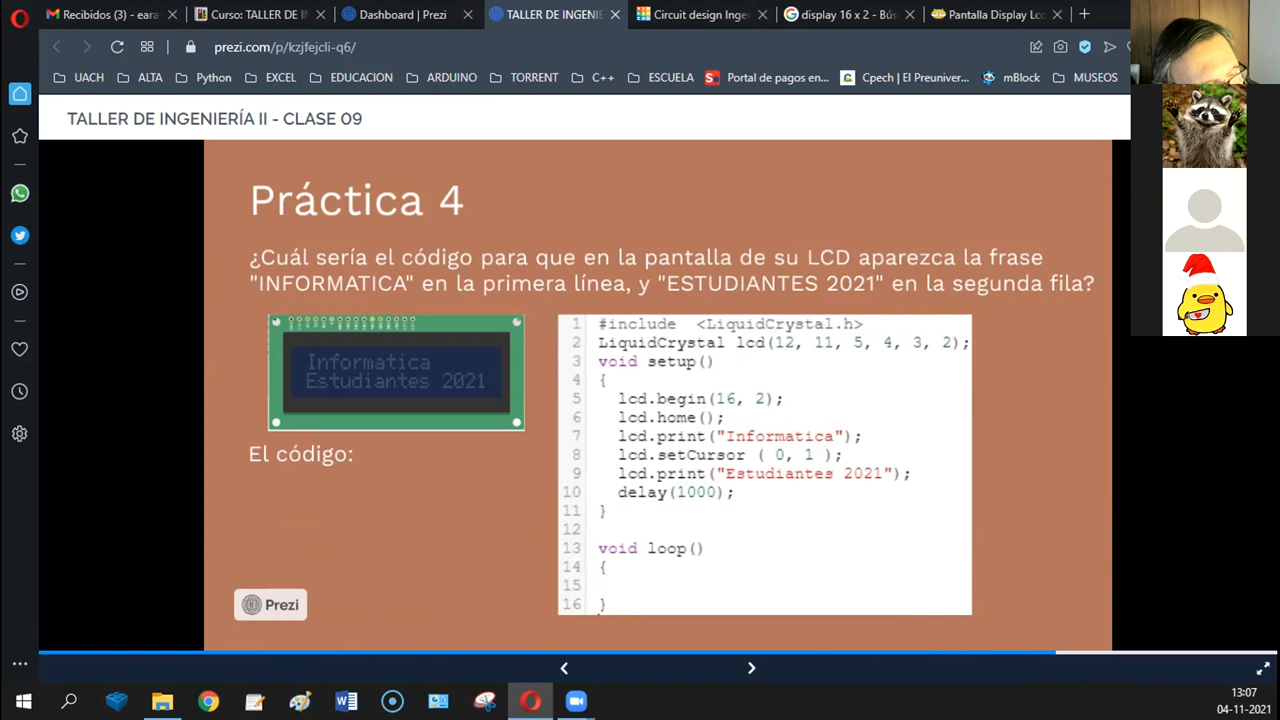 Recibidos (3) - eara
Curso: TALLER DE IN
Dashboard | Prezi
TALLER DE INGENIE
Circuit design Inge
display 16 x 2 - Bús
Pantalla Display Lc
prezi.com/p/kzjfejcli-q6/
UACH
ALTA
Python
EXCEL
EDUCACION
ARDUINO
TORRENT
C++
ESCUELA
Portal de pagos en...
Cpech | El Preuniver...
mBlock
MUSEOS
TALLER DE INGENIERÍA II - CLASE 09
Práctica 4
¿Cuál sería el código para que en la pantalla de su LCD aparezca la frase
"INFORMATICA" en la primera línea, y "ESTUDIANTES 2021" en la segunda fila?
Informatica
Estudiantes 2021
El código:
1 #include <LiquidCrystal.h>
2 LiquidCrystal lcd(12, 11, 5, 4, 3, 2);
3 void setup()
4 {
5 lcd.begin(16, 2);
6 lcd.home();
7 lcd.print("Informatica");
8 lcd.setCursor ( 0, 1 );
9 lcd.print("Estudiantes 2021");
10 delay(1000);
11 }
12
13 void loop()
14 {
15
16 }
Prezi
13:07
04-11-2021